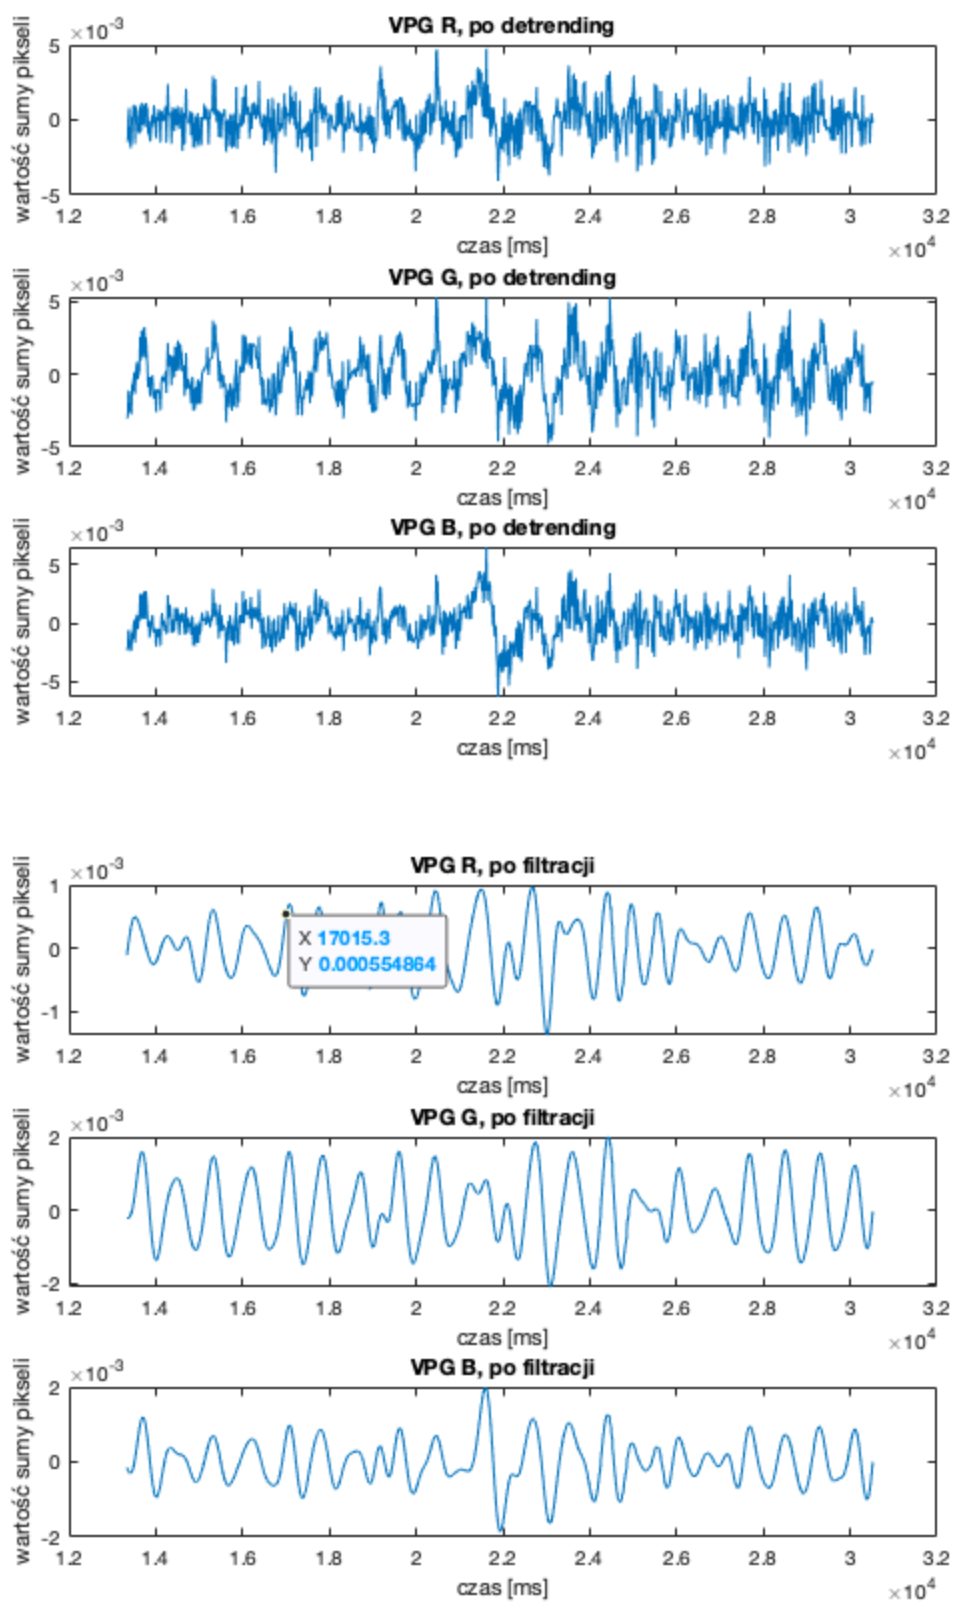 VPG R, po detrending
×10⁻³
wartość sumy pikseli
5
0
-5
1.2 1.4 1.6 1.8 2 2.2 2.4 2.6 2.8 3 3.2
czas [ms]
×10⁴
VPG G, po detrending
×10⁻³
wartość sumy pikseli
5
0
-5
1.2 1.4 1.6 1.8 2 2.2 2.4 2.6 2.8 3 3.2
czas [ms]
×10⁴
VPG B, po detrending
×10⁻³
wartość sumy pikseli
5
0
-5
1.2 1.4 1.6 1.8 2 2.2 2.4 2.6 2.8 3 3.2
czas [ms]
×10⁴
VPG R, po filtracji
×10⁻³
wartość sumy pikseli
1
0
-1
X 17015.3
Y 0.000554864
1.2 1.4 1.6 1.8 2 2.2 2.4 2.6 2.8 3 3.2
czas [ms]
×10⁴
VPG G, po filtracji
×10⁻³
wartość sumy pikseli
2
0
-2
1.2 1.4 1.6 1.8 2 2.2 2.4 2.6 2.8 3 3.2
czas [ms]
×10⁴
VPG B, po filtracji
×10⁻³
wartość sumy pikseli
2
0
-2
1.2 1.4 1.6 1.8 2 2.2 2.4 2.6 2.8 3 3.2
czas [ms]
×10⁴